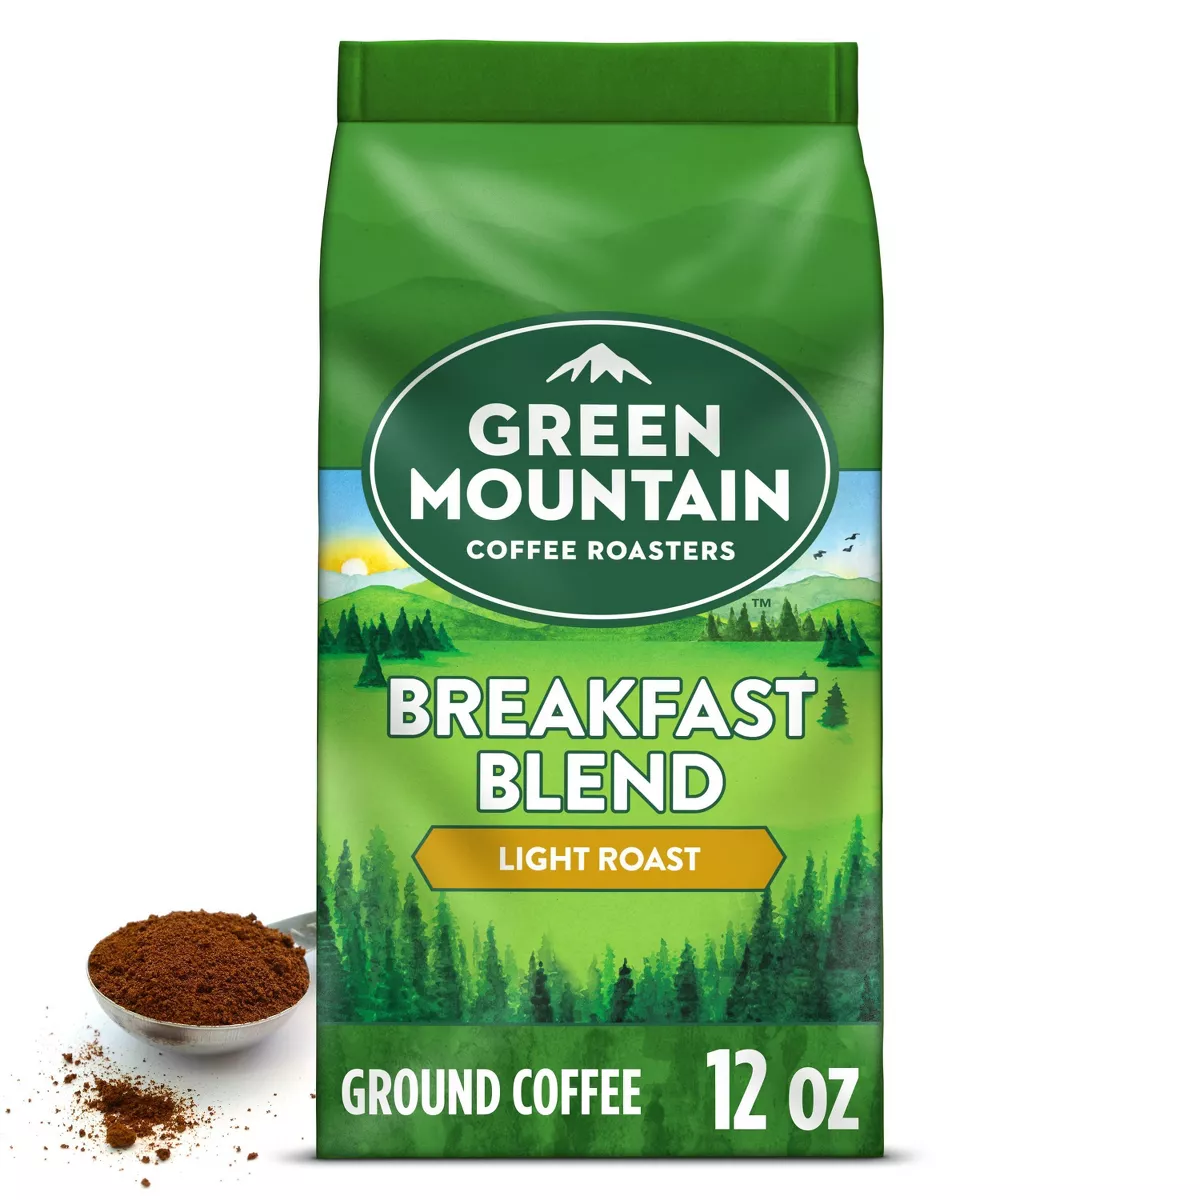 GREEN
MOUNTAIN
COFFEE ROASTERS
™
BREAKFAST
BLEND
LIGHT ROAST
GROUND COFFEE
12 OZ